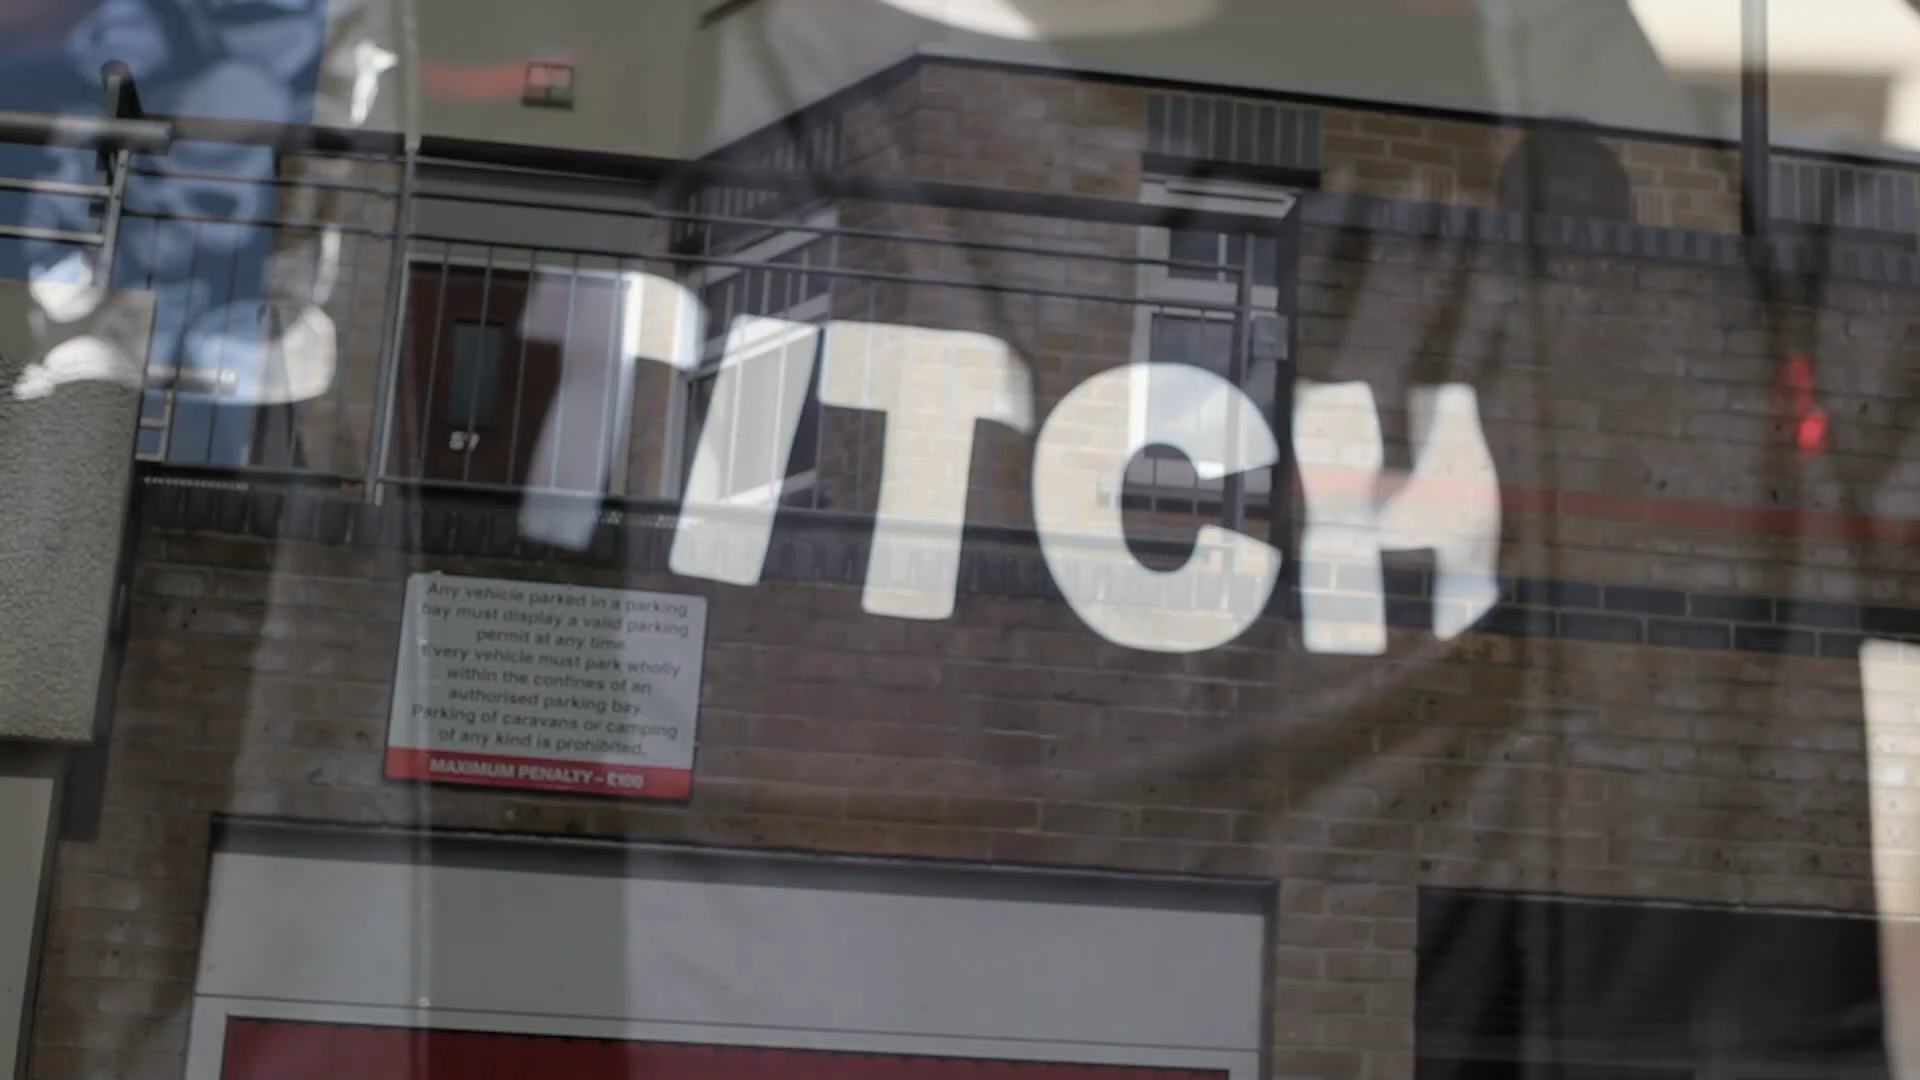 57
STITCH
Any vehicle parked in a parking
bay must display a valid parking
permit at any time.
Every vehicle must park wholly
within the confines of an
authorised parking bay.
Parking of caravans or camping
of any kind is prohibited.
MAXIMUM PENALTY - £100